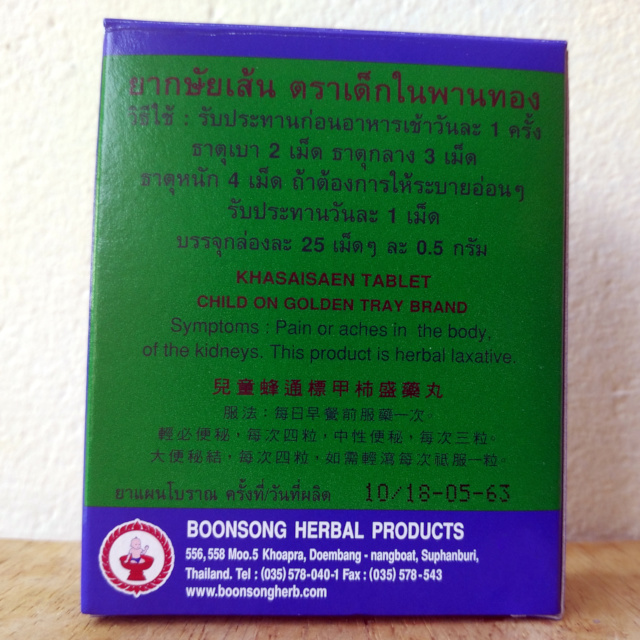 ยากษัยเส้น ตราเด็กในพานทอง
วิธีใช้ : รับประทานก่อนอาหารเช้าวันละ 1 ครั้ง
ธาตุเบา 2 เม็ด ธาตุกลาง 3 เม็ด
ธาตุหนัก 4 เม็ด ถ้าต้องการให้ระบายอ่อนๆ
รับประทานวันละ 1 เม็ด
บรรจุกล่องละ 25 เม็ดๆ ละ 0.5 กรัม
KHASAISAEN TABLET
CHILD ON GOLDEN TRAY BRAND
Symptoms : Pain or aches in the body,
of the kidneys. This product is herbal laxative.
兒童蜂通標甲柿盛藥丸
服法：每日早餐前服藥一次。
輕必便秘，每次四粒，中性便秘，每次三粒。
大便秘結，每次四粒，如需輕瀉每次祗服一粒。
ยาแผนโบราณ ครั้งที่/วันที่ผลิต 10/18-05-63
BOONSONG HERBAL PRODUCTS
556,558 Moo.5 Khoapra, Doembang - nangboat, Suphanburi,
Thailand. Tel : (035) 578-040-1 Fax : (035) 578-543
www.boonsongherb.com